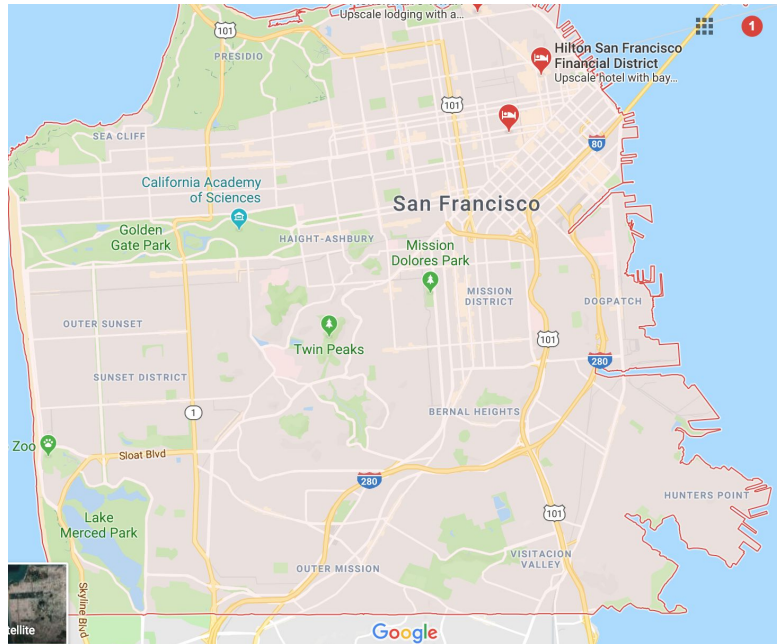 Upscale lodging with a...
101
1
PRESIDIO
Hilton San Francisco
Financial District
Upscale hotel with bay...
101
SEA CLIFF
80
California Academy
of Sciences
San Francisco
Golden
Gate Park
HAIGHT-ASHBURY
Mission
Dolores Park
MISSION
DISTRICT
DOGPATCH
OUTER SUNSET
101
Twin Peaks
280
SUNSET DISTRICT
1
BERNAL HEIGHTS
Zoo
Sloat Blvd
280
HUNTERS POINT
101
Lake
Merced Park
VISITACION
VALLEY
OUTER MISSION
Skyline Blvd
tellite
Google